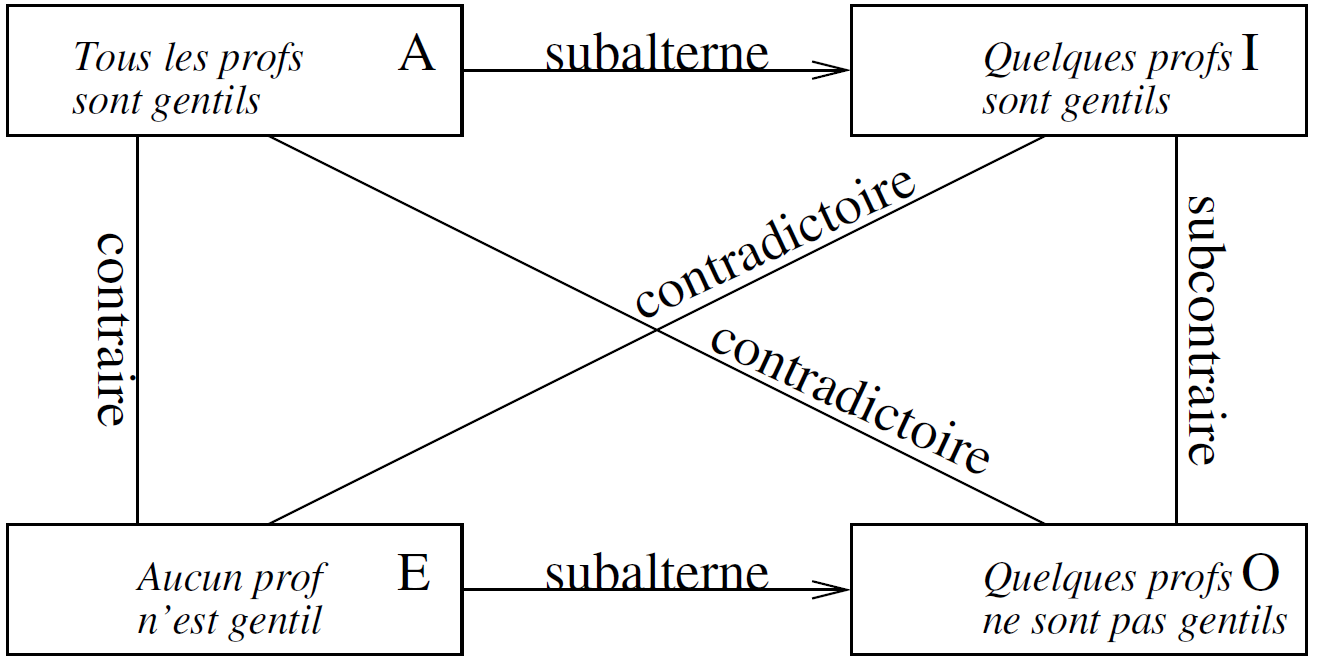 Tous les profs A
sont gentils
subalterne
Quelques profs I
sont gentils
contraire
contradictoire
contradictoire
subcontraire
Aucun prof E
n'est gentil
subalterne
Quelques profs O
ne sont pas gentils